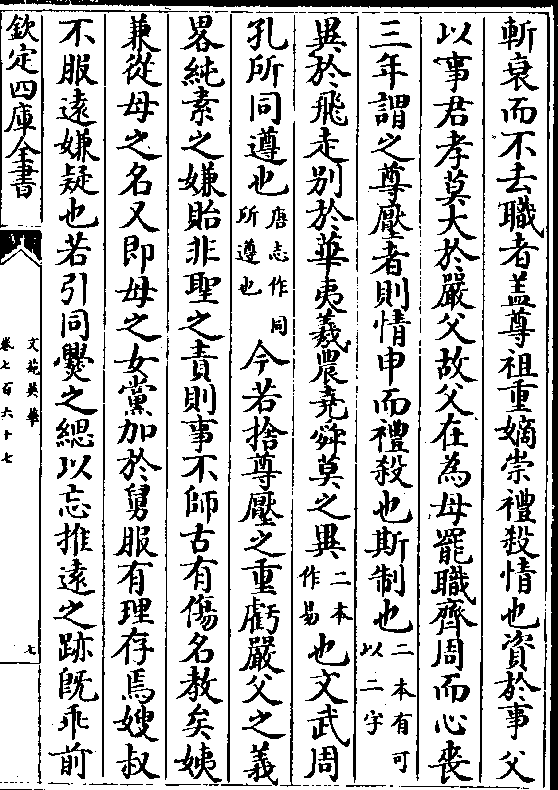 斬衰而不去職者盖尊祖重嫡崇禮殺情也資於事父
以事君孝莫大於嚴父故父在為母罷職齊周而心喪
三年謂之尊壓者則情申而禮殺也斯制也二本有可以二字
異於飛走别於華夷羲農堯舜莫之異二本作易也文武周
孔所同遵也唐志作同所遵也今若捨尊壓之重虧嚴父之義
畧純素之嫌貽非聖之責則事不師古有傷名教矣姨
兼從母之名又即母之女黨加於舅服有理存焉嫂叔
不服遠嫌疑也若引同爨之緦以忘推遠之跡既乖前
欽定四庫全書
文苑英華
卷七百六十七
七